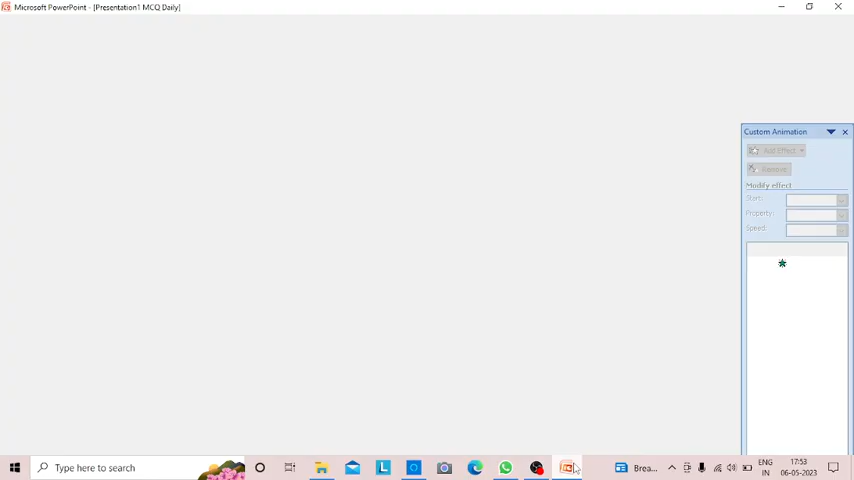 Microsoft PowerPoint - [Presentation1 MCQ Daily]
Custom Animation
Add Effect
Remove
Modify effect
Start:
Property:
Speed:
Type here to search
Brea...
ENG
IN
17:53
06-05-2023